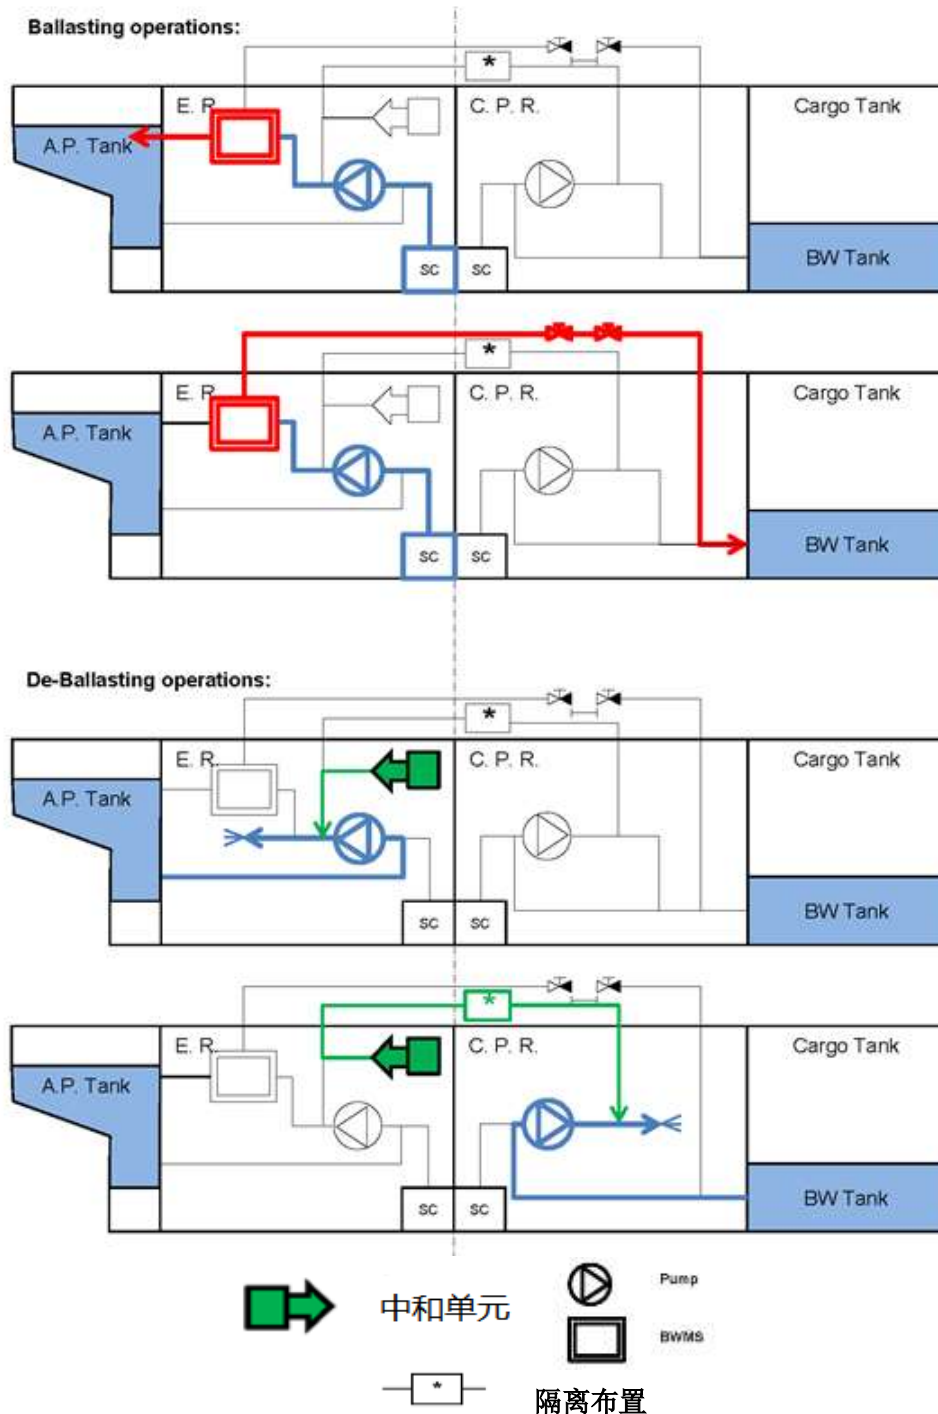 Ballasting operations:
*
E. R.
C. P. R.
Cargo Tank
A.P. Tank
BW Tank
SC
SC
*
E. R.
C. P. R.
Cargo Tank
A.P. Tank
BW Tank
SC
SC
De-Ballasting operations:
*
E. R.
C. P. R.
Cargo Tank
A.P. Tank
BW Tank
SC
SC
*
E. R.
C. P. R.
Cargo Tank
A.P. Tank
BW Tank
SC
SC
中和单元
Pump
BWMS
*
隔离布置